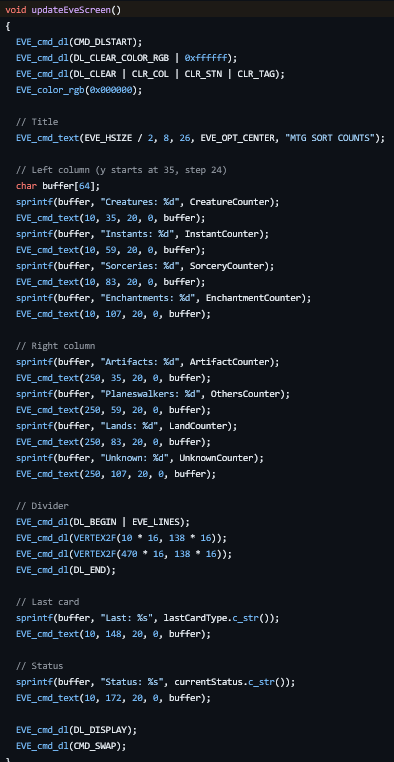 void updateEveScreen()
{
  EVE_cmd_dl(CMD_DLSTART);
  EVE_cmd_dl(DL_CLEAR_COLOR_RGB | 0xffffff);
  EVE_cmd_dl(DL_CLEAR | CLR_COL | CLR_STN | CLR_TAG);
  EVE_color_rgb(0x000000);

  // Title
  EVE_cmd_text(EVE_HSIZE / 2, 8, 26, EVE_OPT_CENTER, "MTG SORT COUNTS");

  // Left column (y starts at 35, step 24)
  char buffer[64];
  sprintf(buffer, "Creatures: %d", CreatureCounter);
  EVE_cmd_text(10, 35, 20, 0, buffer);
  sprintf(buffer, "Instants: %d", InstantCounter);
  EVE_cmd_text(10, 59, 20, 0, buffer);
  sprintf(buffer, "Sorceries: %d", SorceryCounter);
  EVE_cmd_text(10, 83, 20, 0, buffer);
  sprintf(buffer, "Enchantments: %d", EnchantmentCounter);
  EVE_cmd_text(10, 107, 20, 0, buffer);

  // Right column
  sprintf(buffer, "Artifacts: %d", ArtifactCounter);
  EVE_cmd_text(250, 35, 20, 0, buffer);
  sprintf(buffer, "Planeswalkers: %d", OthersCounter);
  EVE_cmd_text(250, 59, 20, 0, buffer);
  sprintf(buffer, "Lands: %d", LandCounter);
  EVE_cmd_text(250, 83, 20, 0, buffer);
  sprintf(buffer, "Unknown: %d", UnknownCounter);
  EVE_cmd_text(250, 107, 20, 0, buffer);

  // Divider
  EVE_cmd_dl(DL_BEGIN | EVE_LINES);
  EVE_cmd_dl(VERTEX2F(10 * 16, 138 * 16));
  EVE_cmd_dl(VERTEX2F(470 * 16, 138 * 16));
  EVE_cmd_dl(DL_END);

  // Last card
  sprintf(buffer, "Last: %s", lastCardType.c_str());
  EVE_cmd_text(10, 148, 20, 0, buffer);

  // Status
  sprintf(buffer, "Status: %s", currentStatus.c_str());
  EVE_cmd_text(10, 172, 20, 0, buffer);

  EVE_cmd_dl(DL_DISPLAY);
  EVE_cmd_dl(CMD_SWAP);
}